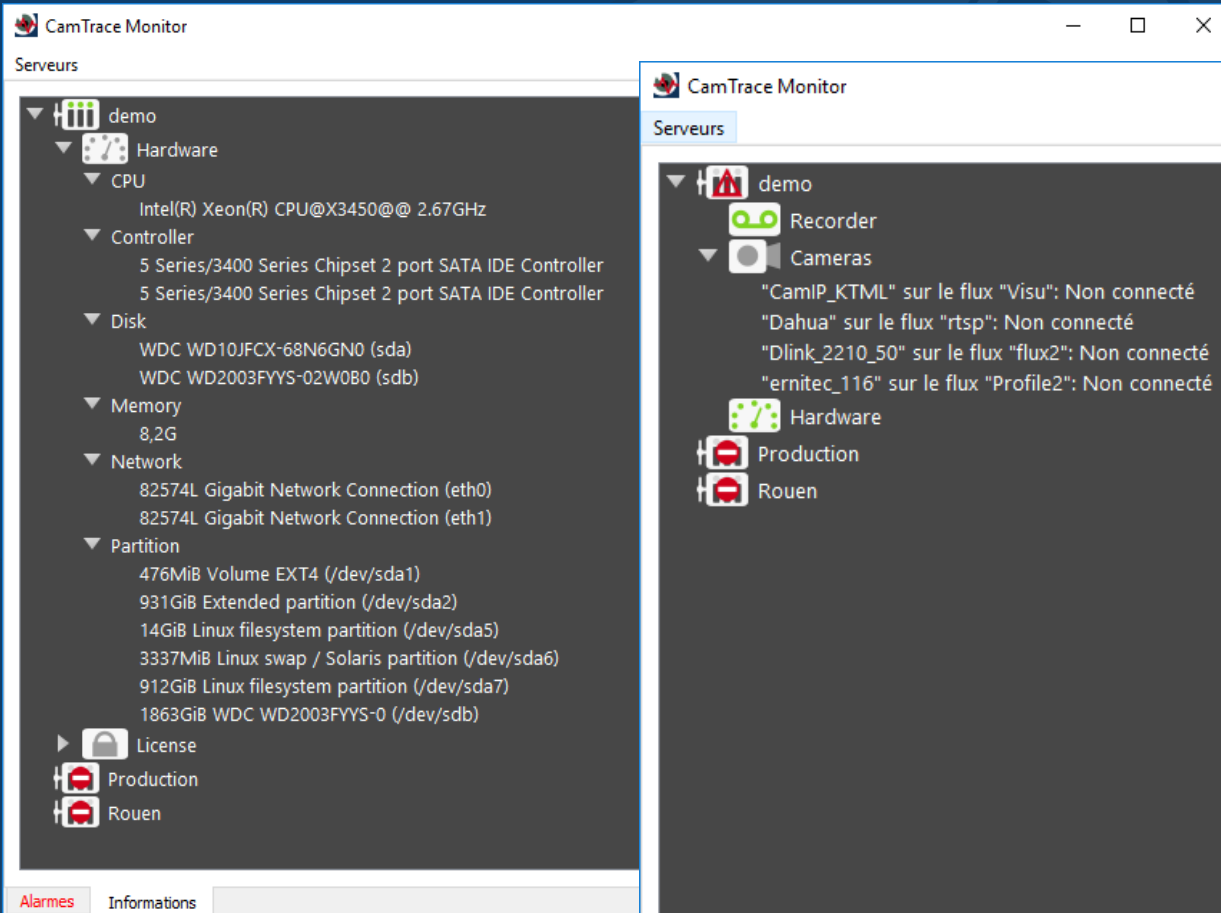 CamTrace Monitor
Serveurs
demo
Hardware
CPU
Intel(R) Xeon(R) CPU@X3450@@ 2.67GHz
Controller
5 Series/3400 Series Chipset 2 port SATA IDE Controller
5 Series/3400 Series Chipset 2 port SATA IDE Controller
Disk
WDC WD10JFCX-68N6GN0 (sda)
WDC WD2003FYYS-02W0B0 (sdb)
Memory
8,2G
Network
82574L Gigabit Network Connection (eth0)
82574L Gigabit Network Connection (eth1)
Partition
476MiB Volume EXT4 (/dev/sda1)
931GiB Extended partition (/dev/sda2)
14GiB Linux filesystem partition (/dev/sda5)
3337MiB Linux swap / Solaris partition (/dev/sda6)
912GiB Linux filesystem partition (/dev/sda7)
1863GiB WDC WD2003FYYS-0 (/dev/sdb)
License
Production
Rouen
Alarmes
Informations
CamTrace Monitor
Serveurs
demo
Recorder
Cameras
"CamIP_KTML" sur le flux "Visu": Non connecté
"Dahua" sur le flux "rtsp": Non connecté
"Dlink_2210_50" sur le flux "flux2": Non connecté
"ernitec_116" sur le flux "Profile2": Non connecté
Hardware
Production
Rouen